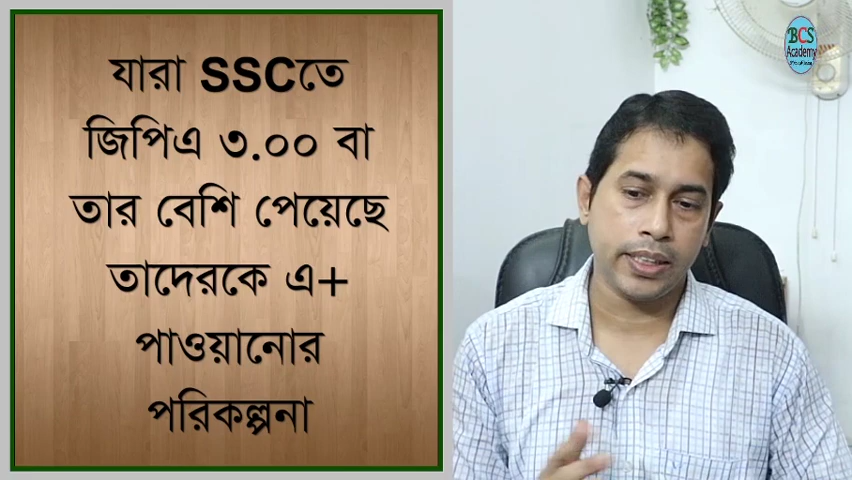 যারা SSCতে
জিপিএ ৩.০০ বা
তার বেশি পেয়েছে
তাদেরকে এ+
পাওয়ানোর
পরিকল্পনা
BCS
Academy